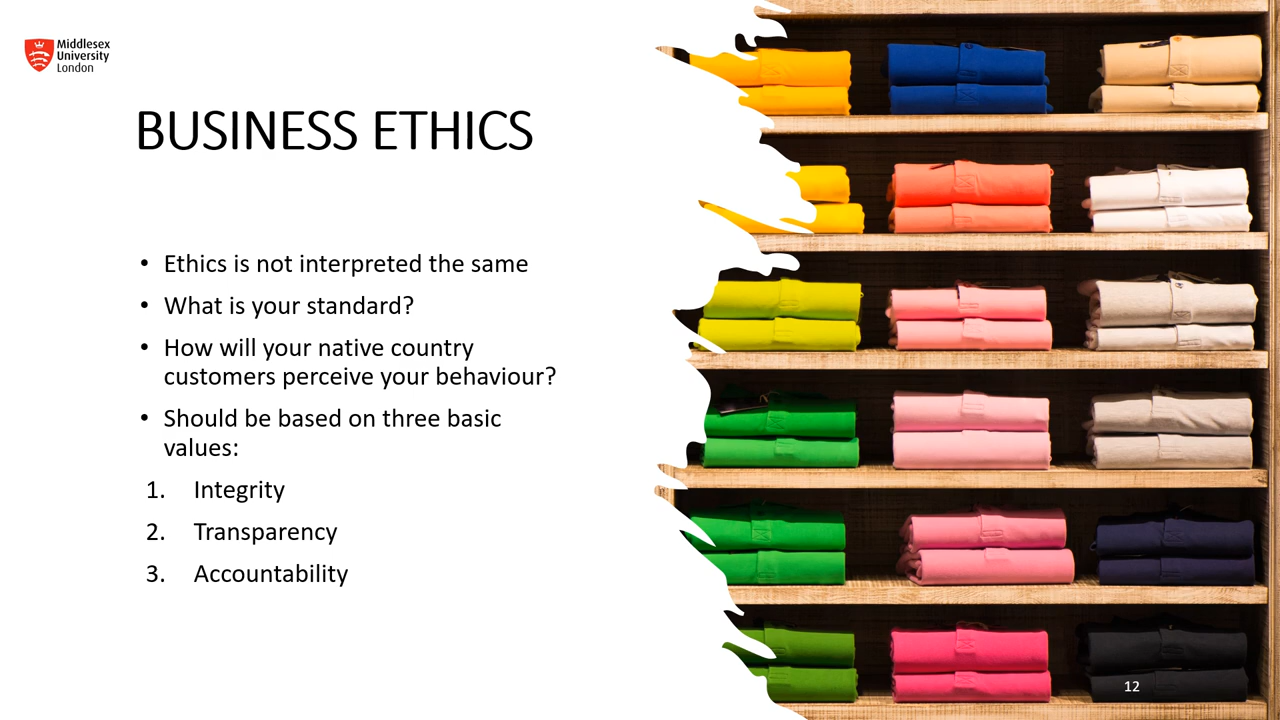 Middlesex
University
London
BUSINESS ETHICS
• Ethics is not interpreted the same
• What is your standard?
• How will your native country
customers perceive your behaviour?
• Should be based on three basic
values:
1. Integrity
2. Transparency
3. Accountability
12